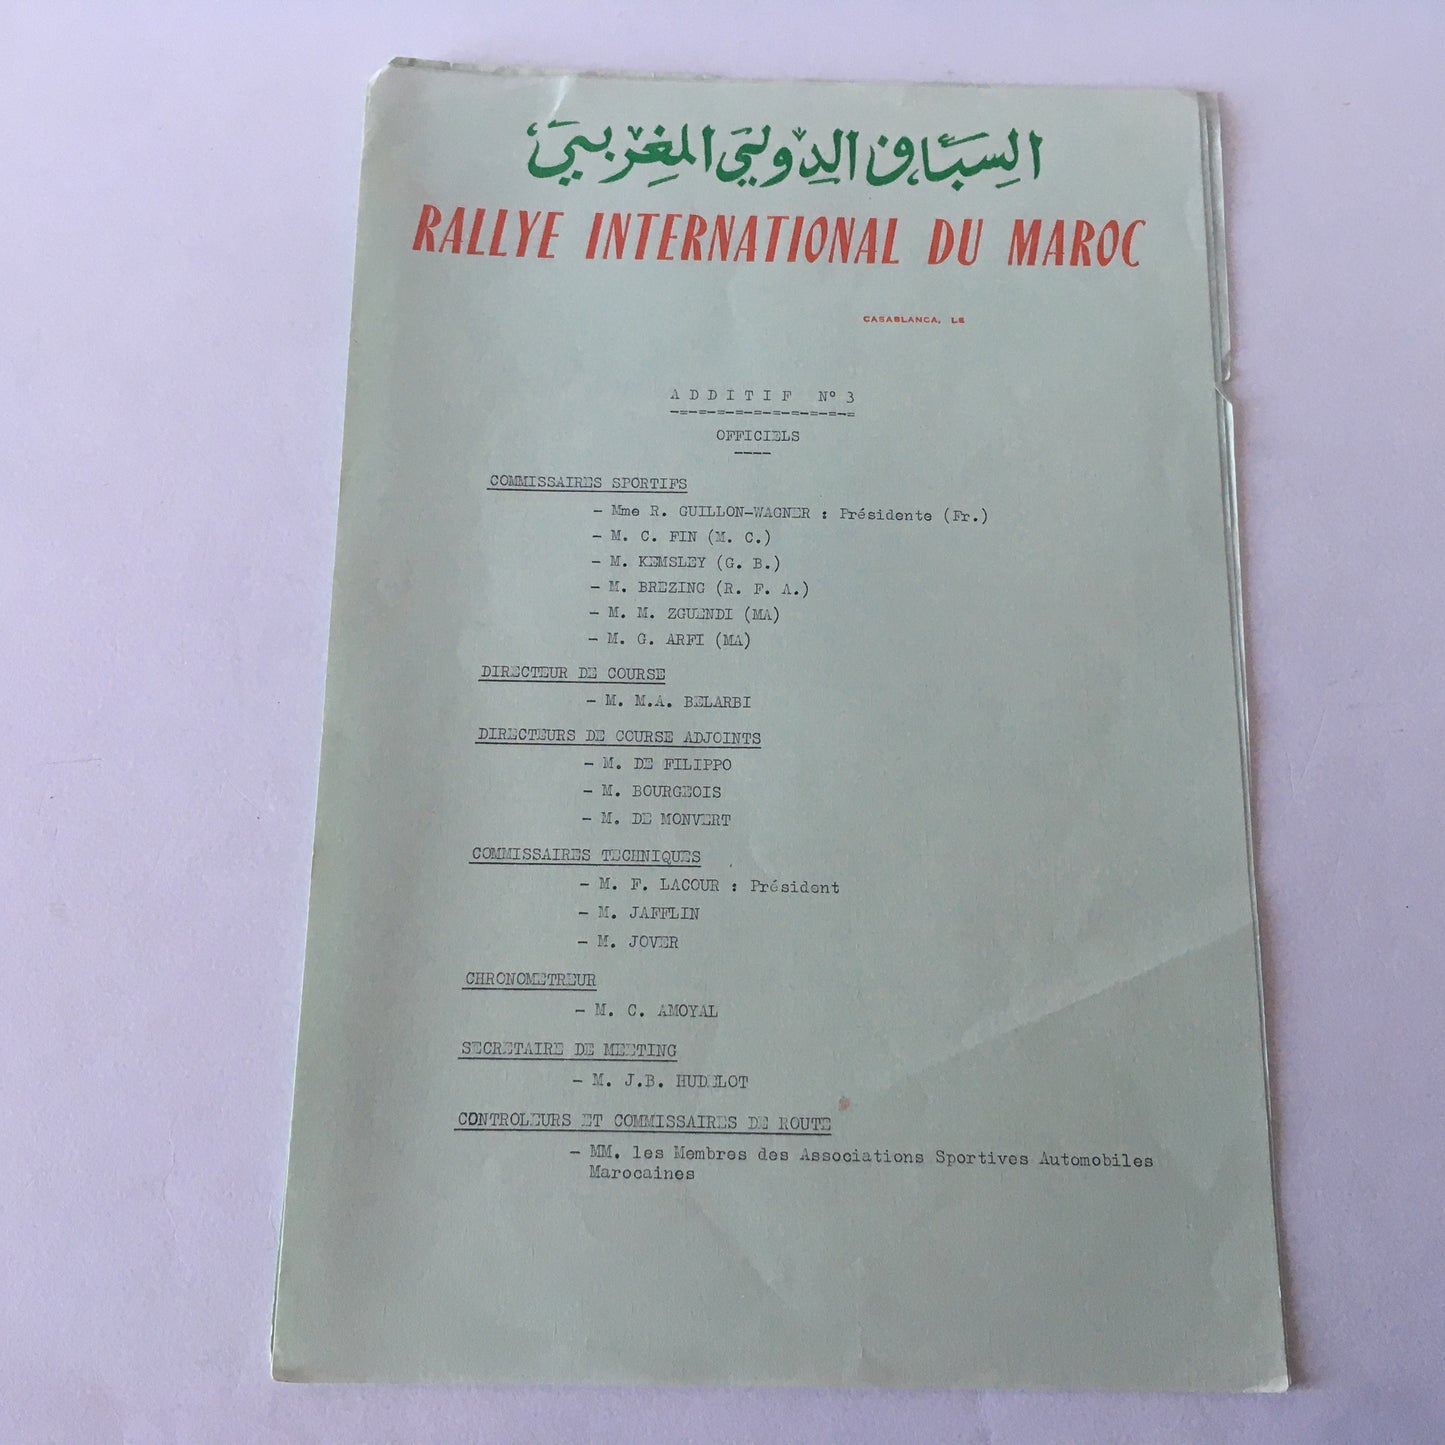 السباق الدولي المغربي
RALLYE INTERNATIONAL DU MAROC
CASABLANCA, LE
ADDITIF N° 3
-=-=-=-=-=-=-=-=-=-=
OFFICIELS
----
COMMISSAIRES SPORTIFS
- Mme R. GUILLON-WAGNER : Présidente (Fr.)
- M. C. FIN (M. C.)
- M. KEMSLEY (G. B.)
- M. BREZING (R. F. A.)
- M. M. ZGUENDI (MA)
- M. G. ARFI (MA)
DIRECTEUR DE COURSE
- M. M.A. BELARBI
DIRECTEURS DE COURSE ADJOINTS
- M. DE FILIPPO
- M. BOURGEOIS
- M. DE MONVERT
COMMISSAIRES TECHNIQUES
- M. F. LACOUR : Président
- M. JAFFLIN
- M. JOVER
CHRONOMETREUR
- M. C. AMOYAL
SECRETAIRE DE MEETING
- M. J.B. HUDELOT
CONTROLEURS ET COMMISSAIRES DE ROUTE
- MM. les Membres des Associations Sportives Automobiles
Marocaines